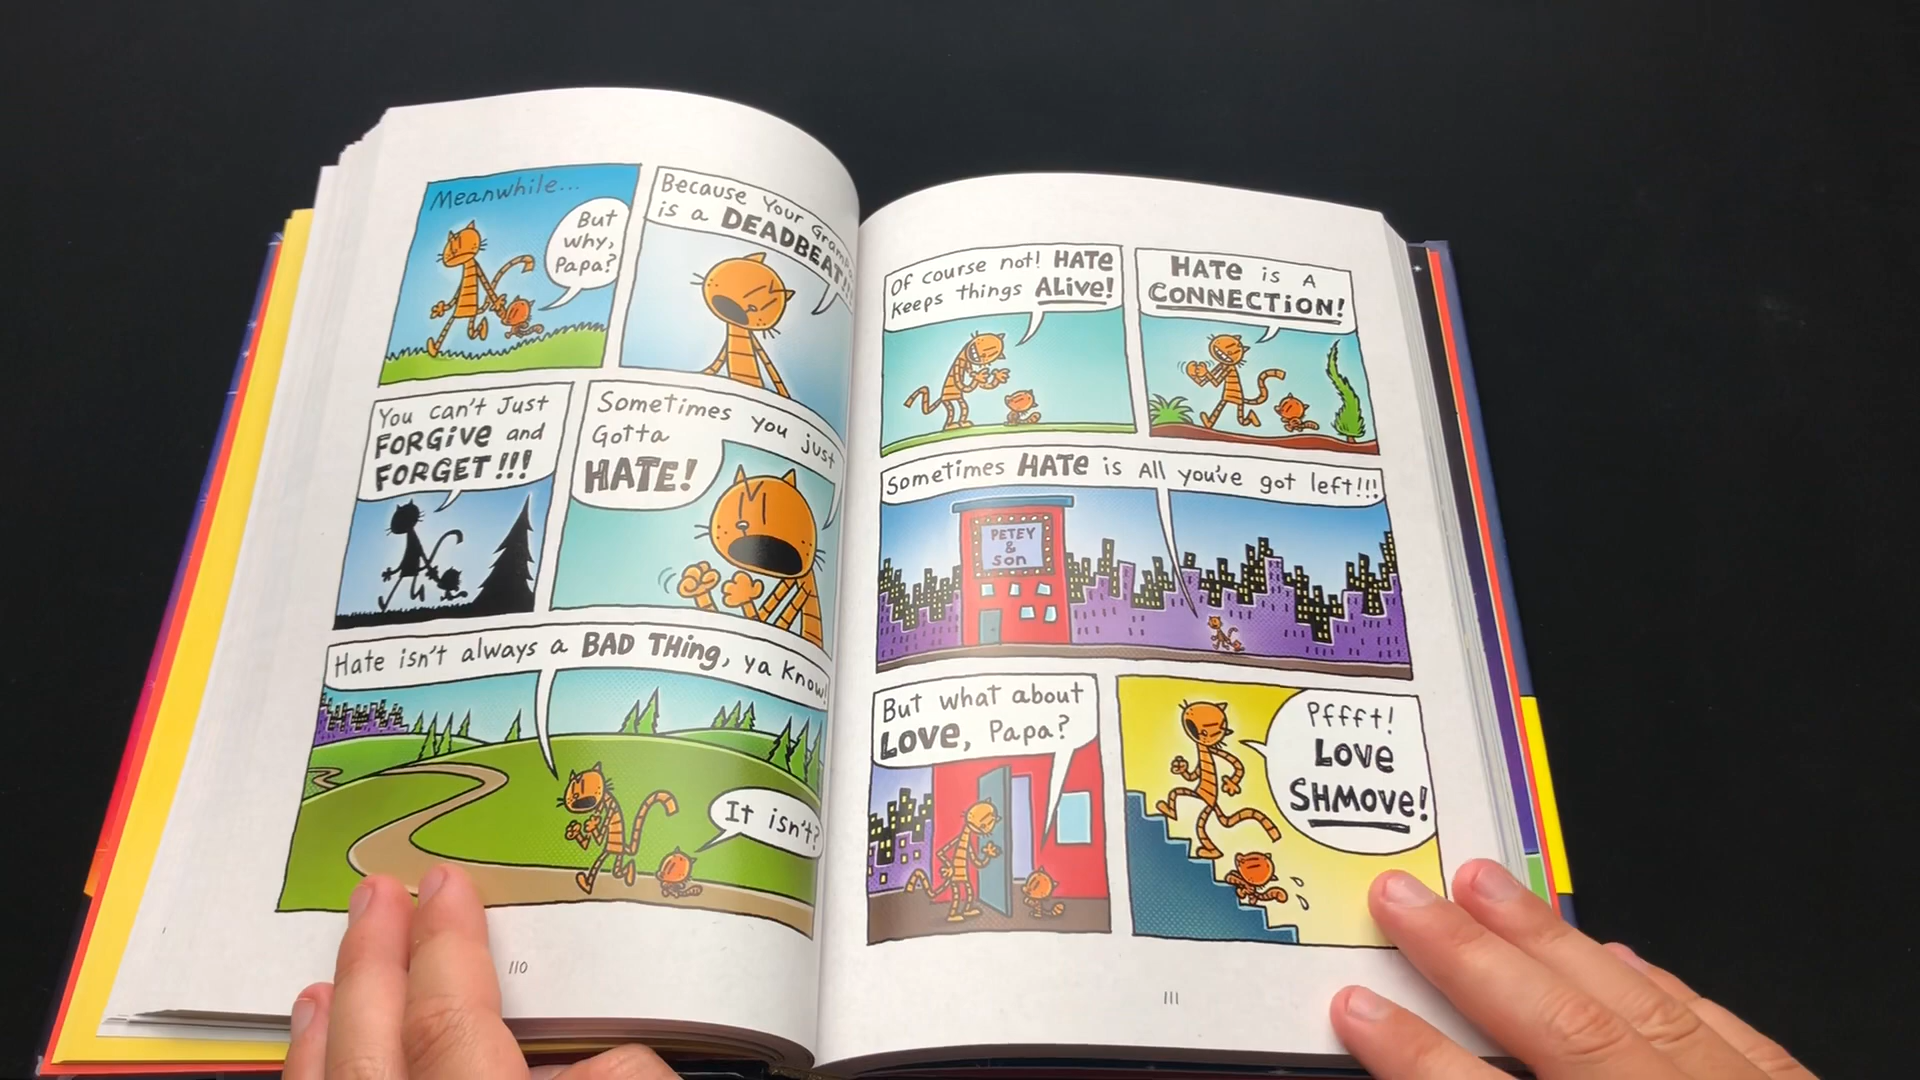 Meanwhile...
But
why,
Papa?
Because Your Grampa
is a DEADBEAT!!!
You can't Just
FORGiVe and
FORGET!!!
Sometimes you just
Gotta
HATE!
Hate isn't always a BAD THing, ya Know!
It isn't?
110
Of course not! HATe
keeps things ALive!
HATe is A
CONNECTiON!
Sometimes HATe is All you've got left!!!
PETEY
&
Son
But what about
LOVe, Papa?
Pffft!
LOVe
SHMOVe!
111